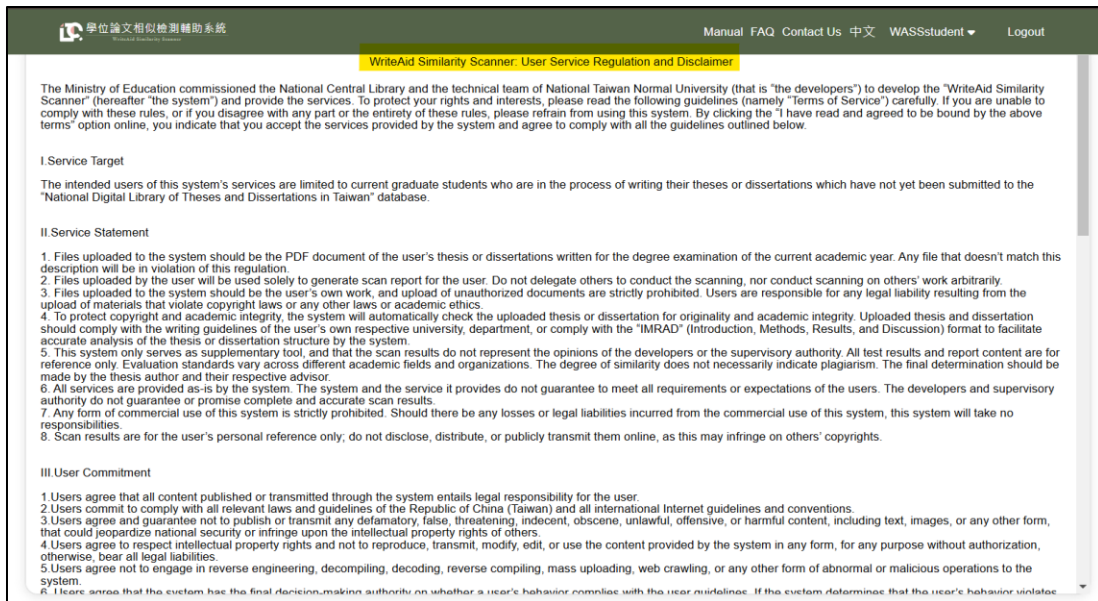 學位論文相似檢測輔助系統
WriteAid Similarity Scanner
Manual FAQ Contact Us 中文 WASSstudent Logout
WriteAid Similarity Scanner: User Service Regulation and Disclaimer
The Ministry of Education commissioned the National Central Library and the technical team of National Taiwan Normal University (that is "the developers") to develop the "WriteAid Similarity
Scanner" (hereafter "the system") and provide the services. To protect your rights and interests, please read the following guidelines (namely "Terms of Service") carefully. If you are unable to
comply with these rules, or if you disagree with any part or the entirety of these rules, please refrain from using this system. By clicking the "I have read and agreed to be bound by the above
terms" option online, you indicate that you accept the services provided by the system and agree to comply with all the guidelines outlined below.
I.Service Target
The intended users of this system's services are limited to current graduate students who are in the process of writing their theses or dissertations which have not yet been submitted to the
"National Digital Library of Theses and Dissertations in Taiwan" database.
II.Service Statement
1. Files uploaded to the system should be the PDF document of the user's thesis or dissertations written for the degree examination of the current academic year. Any file that doesn't match this
description will be in violation of this regulation.
2. Files uploaded by the user will be used solely to generate scan report for the user. Do not delegate others to conduct the scanning, nor conduct scanning on others' work arbitrarily.
3. Files uploaded to the system should be the user's own work, and upload of unauthorized documents are strictly prohibited. Users are responsible for any legal liability resulting from the
upload of materials that violate copyright laws or any other laws or academic ethics.
4. To protect copyright and academic integrity, the system will automatically check the uploaded thesis or dissertation for originality and academic integrity. Uploaded thesis and dissertation
should comply with the writing guidelines of the user's own respective university, department, or comply with the "IMRAD" (Introduction, Methods, Results, and Discussion) format to facilitate
accurate analysis of the thesis or dissertation structure by the system.
5. This system only serves as supplementary tool, and that the scan results do not represent the opinions of the developers or the supervisory authority. All test results and report content are for
reference only. Evaluation standards vary across different academic fields and organizations. The degree of similarity does not necessarily indicate plagiarism. The final determination should be
made by the thesis author and their respective advisor.
6. All services are provided as-is by the system. The system and the service it provides do not guarantee to meet all requirements or expectations of the users. The developers and supervisory
authority do not guarantee or promise complete and accurate scan results.
7. Any form of commercial use of this system is strictly prohibited. Should there be any losses or legal liabilities incurred from the commercial use of this system, this system will take no
responsibilities.
8. Scan results are for the user's personal reference only; do not disclose, distribute, or publicly transmit them online, as this may infringe on others' copyrights.
III.User Commitment
1.Users agree that all content published or transmitted through the system entails legal responsibility for the user.
2.Users commit to comply with all relevant laws and guidelines of the Republic of China (Taiwan) and all international Internet guidelines and conventions.
3.Users agree and guarantee not to publish or transmit any defamatory, false, threatening, indecent, obscene, unlawful, offensive, or harmful content, including text, images, or any other form,
that could jeopardize national security or infringe upon the intellectual property rights of others.
4.Users agree to respect intellectual property rights and not to reproduce, transmit, modify, edit, or use the content provided by the system in any form, for any purpose without authorization,
otherwise, bear all legal liabilities.
5.Users agree not to engage in reverse engineering, decompiling, decoding, reverse compiling, mass uploading, web crawling, or any other form of abnormal or malicious operations to the
system.
6. Users agree that the system has the final decision-making authority on whether a user's behavior complies with the user guidelines. If the system determines that the user's behavior violates